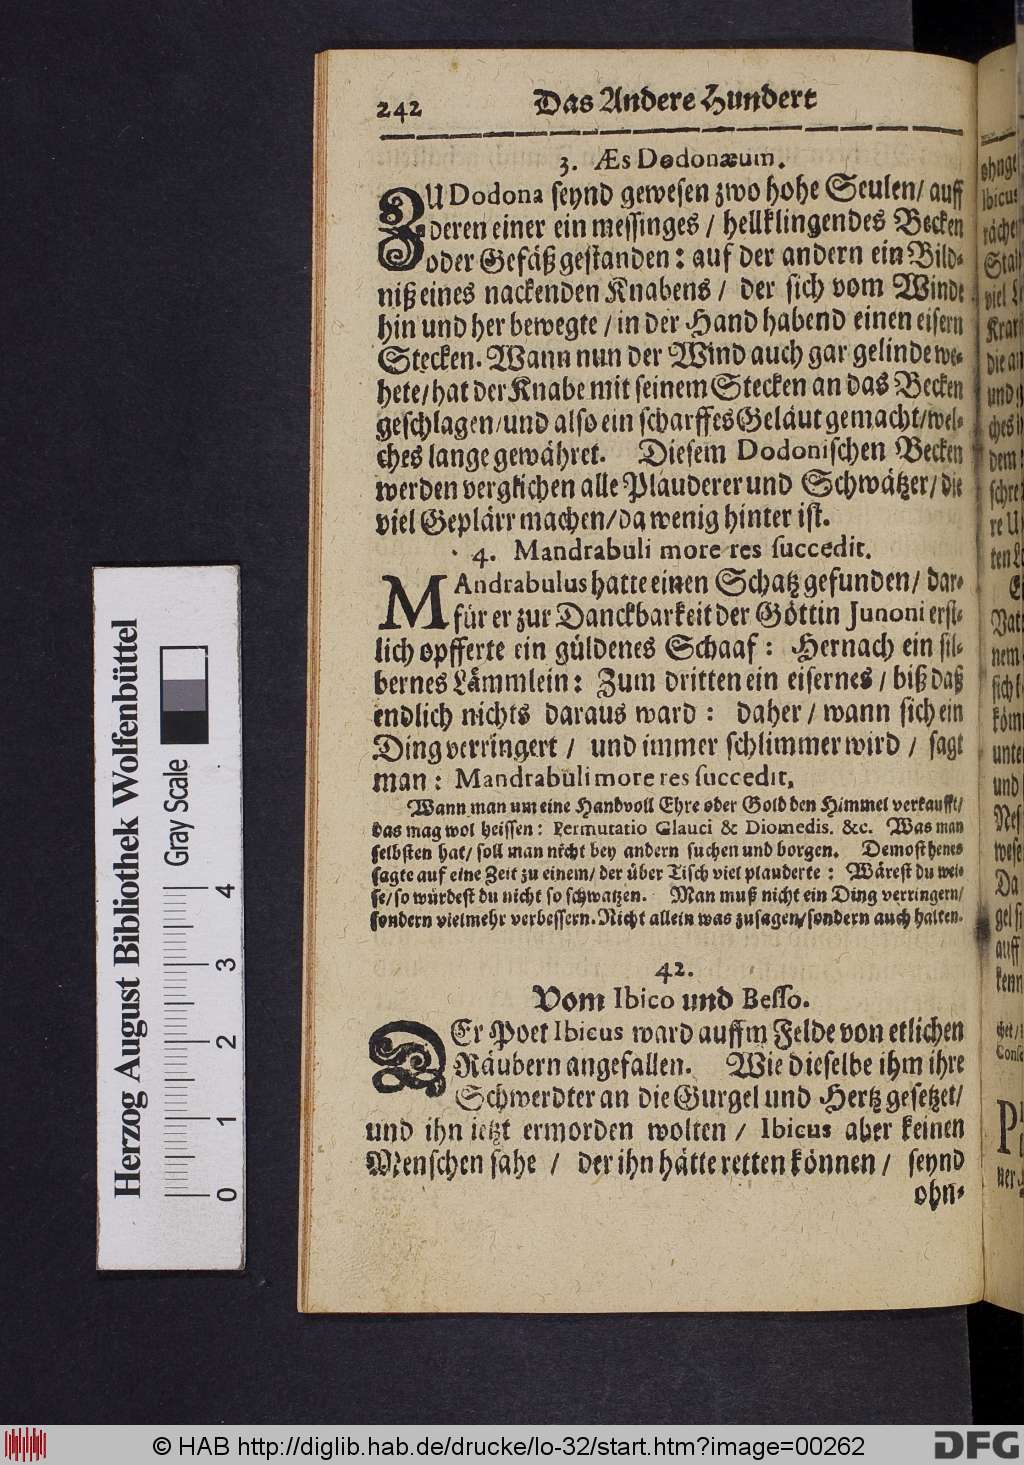 242 Das Andere Hundert
3. Æs Dodonæum.
ZU Dodona seynd gewesen zwo hohe Seulen/ auff
deren einer ein messinges / hellklingendes Becken
oder Gefäß gestanden: auf der andern ein Bild-
niß eines nackenden Knabens / der sich vom Winde
hin und her bewegte / in der Hand habend einen eisern
Stecken. Wann nun der Wind auch gar gelinde we-
hete/ hat der Knabe mit seinem Stecken an das Becken
geschlagen/ und also ein scharffes Geläut gemacht/ wel-
ches lange gewähret. Diesem Dodonischen Becken
werden verglichen alle Plauderer und Schwätzer/ die
viel Geplärr machen/ da wenig hinter ist.
4. Mandrabuli more res succedit.
MAndrabulus hatte einen Schatz gefunden/ dar-
für er zur Danckbarkeit der Göttin Junoni erst-
lich opfferte ein güldenes Schaaf: Hernach ein sil-
bernes Lämmlein: Zum dritten ein eisernes / biß daß
endlich nichts daraus ward: daher / wann sich ein
Ding verringert / und immer schlimmer wird / sagt
man: Mandrabuli more res succedit.
Wann man um eine Handvoll Ehre oder Gold den Himmel verkaufft/
das mag wol heissen: Permutatio Glauci & Diomedis. &c. Was man
selbsten hat/ soll man nicht bey andern suchen und borgen. Demosthenes
sagte auf eine Zeit zu einem/ der über Tisch viel plauderte: Wärest du wei-
se/ so würdest du nicht so schwatzen. Man muß nicht ein Ding verringern/
sondern vielmehr verbessern. Nicht allein was zusagen/ sondern auch halten.
42.
Vom Ibico und Besso.
DEr Poet Ibicus ward auffm Felde von etlichen
Räubern angefallen. Wie dieselbe ihm ihre
Schwerdter an die Gurgel und Hertz gesetzet/
und ihn ietzt ermorden wolten / Ibicus aber keinen
Menschen sahe / der ihn hätte retten können / seynd
ohn-
Herzog August Bibliothek Wolfenbüttel
Gray Scale
0 1 2 3 4
© HAB http://diglib.hab.de/drucke/lo-32/start.htm?image=00262
DFG